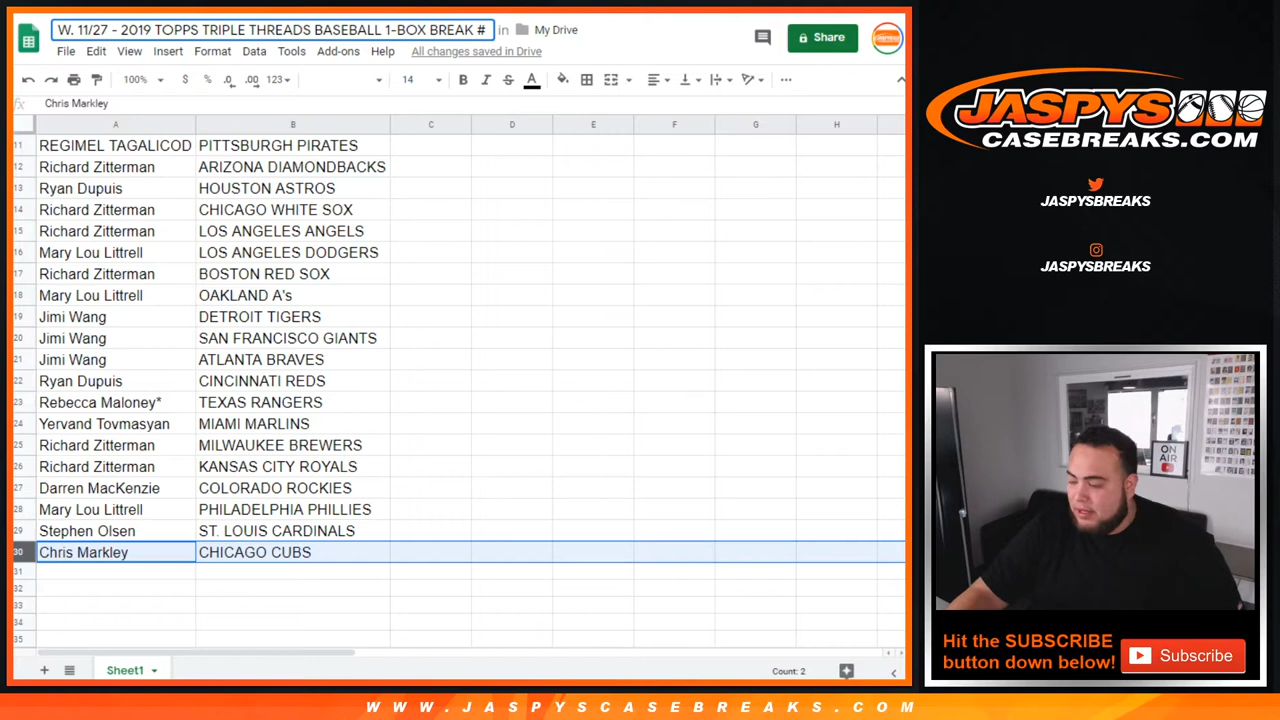 W. 11/27 - 2019 TOPPS TRIPLE THREADS BASEBALL 1-BOX BREAK # in My Drive
Share
File Edit View Insert Format Data Tools Add-ons Help All changes saved in Drive
100% $ % .0 .00 123 14 B I S A
fx Chris Markley
A B C D E F G H
11 REGIMEL TAGALICOD PITTSBURGH PIRATES
12 Richard Zitterman ARIZONA DIAMONDBACKS
13 Ryan Dupuis HOUSTON ASTROS
14 Richard Zitterman CHICAGO WHITE SOX
15 Richard Zitterman LOS ANGELES ANGELS
16 Mary Lou Littrell LOS ANGELES DODGERS
17 Richard Zitterman BOSTON RED SOX
18 Mary Lou Littrell OAKLAND A's
19 Jimi Wang DETROIT TIGERS
20 Jimi Wang SAN FRANCISCO GIANTS
21 Jimi Wang ATLANTA BRAVES
22 Ryan Dupuis CINCINNATI REDS
23 Rebecca Maloney* TEXAS RANGERS
24 Yervand Tovmasyan MIAMI MARLINS
25 Richard Zitterman MILWAUKEE BREWERS
26 Richard Zitterman KANSAS CITY ROYALS
27 Darren MacKenzie COLORADO ROCKIES
28 Mary Lou Littrell PHILADELPHIA PHILLIES
29 Stephen Olsen ST. LOUIS CARDINALS
30 Chris Markley CHICAGO CUBS
31
32
33
34
35
Sheet1 Count: 2
JASPYS
CASEBREAKS.COM
JASPYSBREAKS
JASPYSBREAKS
ON
AIR
Hit the SUBSCRIBE
button down below!
Subscribe
WWW.JASPYSCASEBREAKS.COM